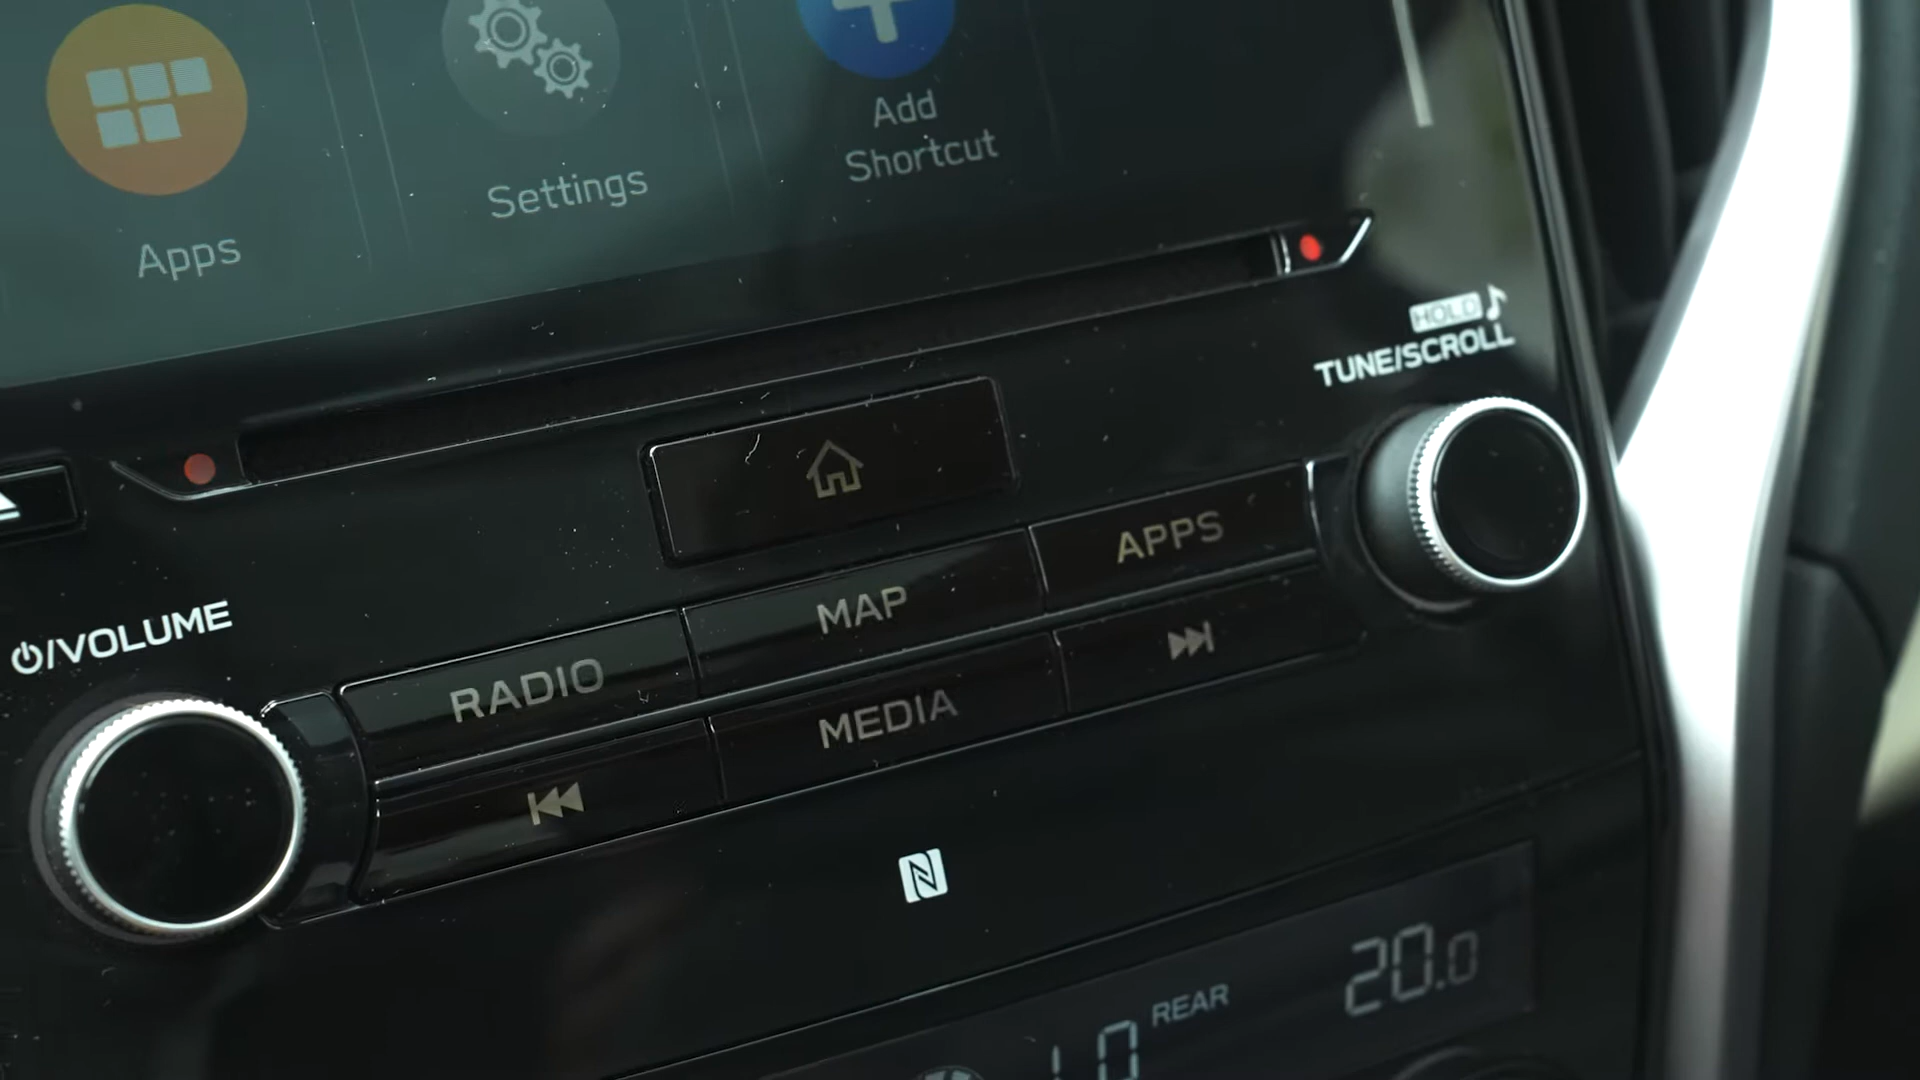 Apps
Settings
Add
Shortcut
HOLD
TUNE/SCROLL
/VOLUME
RADIO
MAP
APPS
MEDIA
N
REAR
20.0